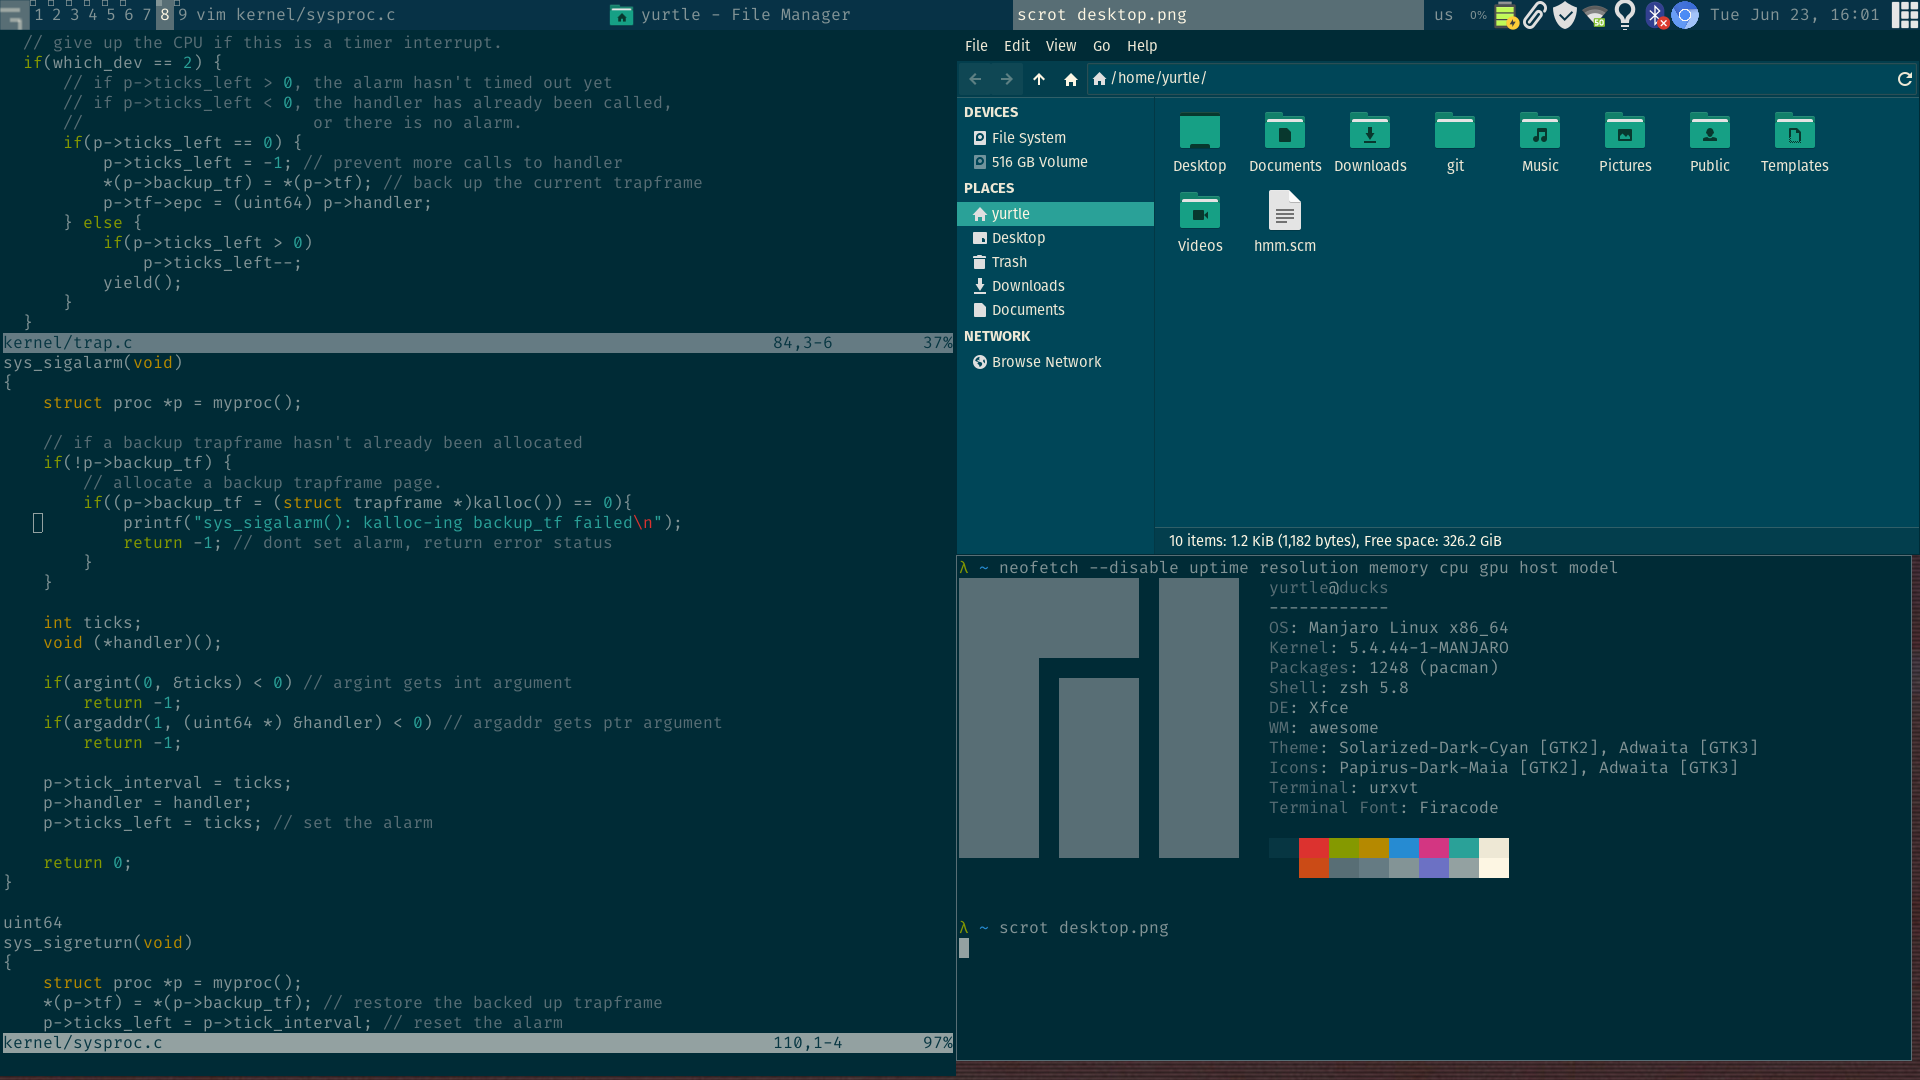 1 2 3 4 5 6 7 8 9 vim kernel/sysproc.c
yurtle - File Manager
scrot desktop.png
us 0% 50 Tue Jun 23, 16:01
// give up the CPU if this is a timer interrupt.
if(which_dev == 2) {
// if p->ticks_left > 0, the alarm hasn't timed out yet
// if p->ticks_left < 0, the handler has already been called,
// or there is no alarm.
if(p->ticks_left == 0) {
p->ticks_left = -1; // prevent more calls to handler
*(p->backup_tf) = *(p->tf); // back up the current trapframe
p->tf->epc = (uint64) p->handler;
} else {
if(p->ticks_left > 0)
p->ticks_left--;
yield();
}
}
kernel/trap.c 84,3-6 37%
sys_sigalarm(void)
{
struct proc *p = myproc();
// if a backup trapframe hasn't already been allocated
if(!p->backup_tf) {
// allocate a backup trapframe page.
if((p->backup_tf = (struct trapframe *)kalloc()) == 0){
printf("sys_sigalarm(): kalloc-ing backup_tf failed\n");
return -1; // dont set alarm, return error status
}
}
int ticks;
void (*handler)();
if(argint(0, &ticks) < 0) // argint gets int argument
return -1;
if(argaddr(1, (uint64 *) &handler) < 0) // argaddr gets ptr argument
return -1;
p->tick_interval = ticks;
p->handler = handler;
p->ticks_left = ticks; // set the alarm
return 0;
}
uint64
sys_sigreturn(void)
{
struct proc *p = myproc();
*(p->tf) = *(p->backup_tf); // restore the backed up trapframe
p->ticks_left = p->tick_interval; // reset the alarm
kernel/sysproc.c 110,1-4 97%
File Edit View Go Help
/home/yurtle/
DEVICES
File System
516 GB Volume
PLACES
yurtle
Desktop
Trash
Downloads
Documents
NETWORK
Browse Network
Desktop Documents Downloads git Music Pictures Public Templates
Videos hmm.scm
10 items: 1.2 KiB (1,182 bytes), Free space: 326.2 GiB
λ ~ neofetch --disable uptime resolution memory cpu gpu host model
yurtle@ducks
------------
OS: Manjaro Linux x86_64
Kernel: 5.4.44-1-MANJARO
Packages: 1248 (pacman)
Shell: zsh 5.8
DE: Xfce
WM: awesome
Theme: Solarized-Dark-Cyan [GTK2], Adwaita [GTK3]
Icons: Papirus-Dark-Maia [GTK2], Adwaita [GTK3]
Terminal: urxvt
Terminal Font: Firacode
λ ~ scrot desktop.png